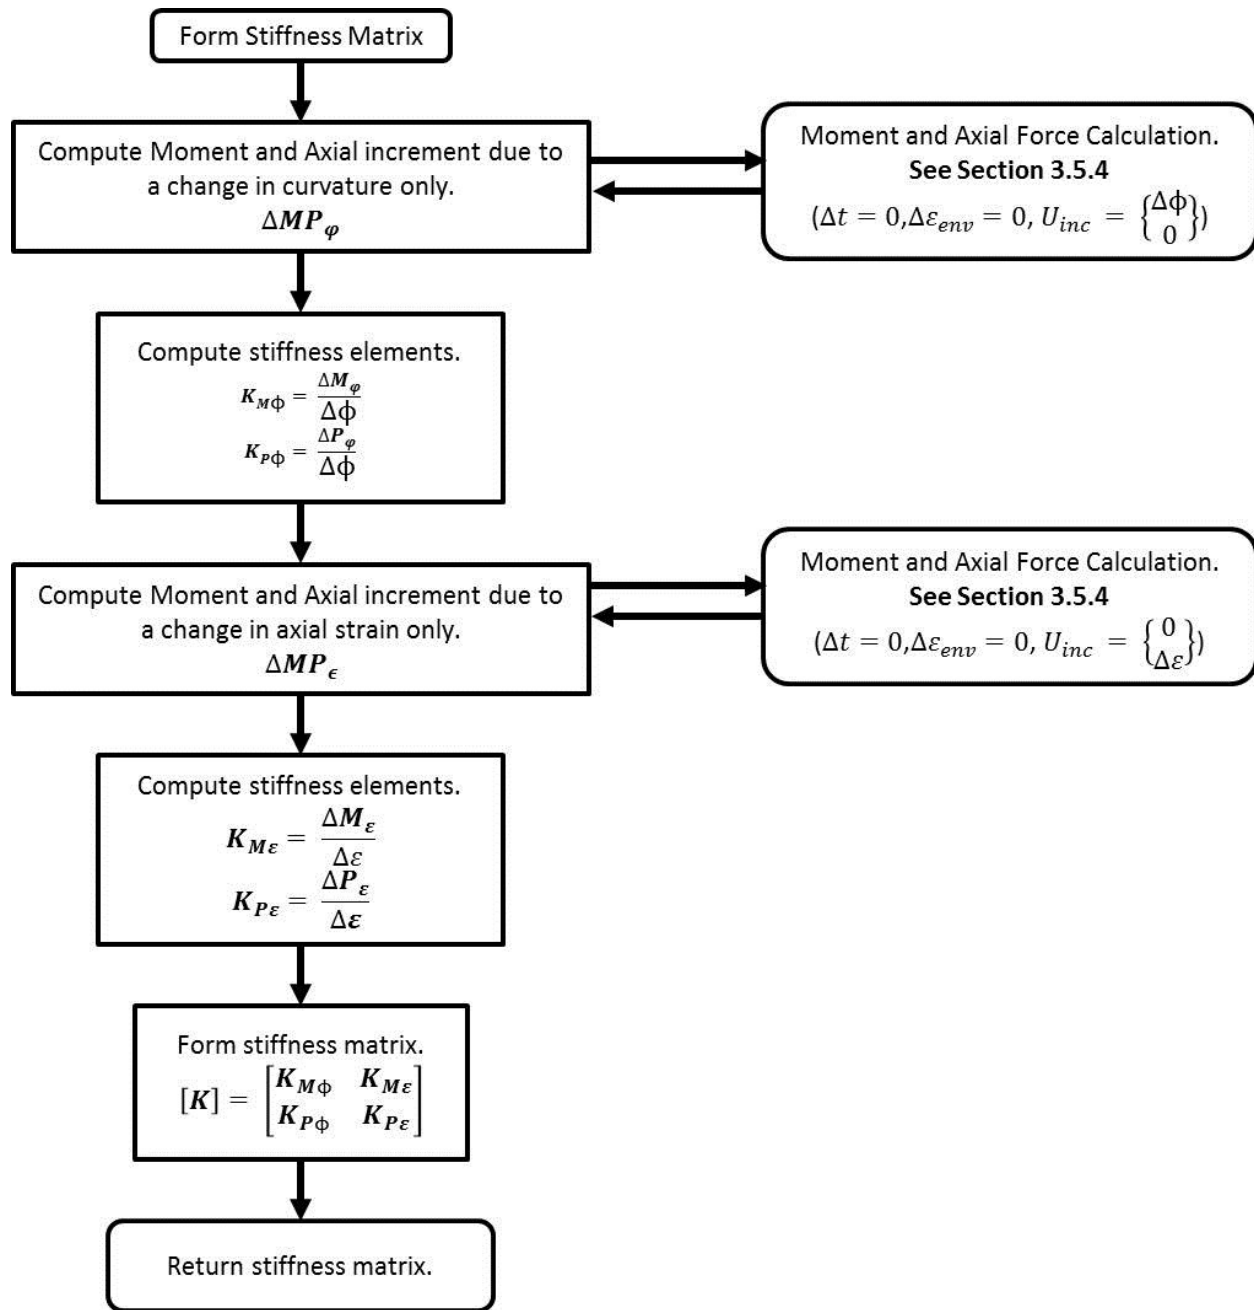 Form Stiffness Matrix
Compute Moment and Axial increment due to
a change in curvature only.
ΔMP_φ
Moment and Axial Force Calculation.
See Section 3.5.4
(Δt = 0,Δε_env = 0, U_inc = {Δϕ 0})
Compute stiffness elements.
K_Mϕ = ΔM_φ / Δϕ
K_Pϕ = ΔP_φ / Δϕ
Compute Moment and Axial increment due to
a change in axial strain only.
ΔMP_ϵ
Moment and Axial Force Calculation.
See Section 3.5.4
(Δt = 0,Δε_env = 0, U_inc = {0 Δε})
Compute stiffness elements.
K_Mε = ΔM_ε / Δε
K_Pε = ΔP_ε / Δε
Form stiffness matrix.
[K] = [K_Mϕ K_Mε
K_Pϕ K_Pε]
Return stiffness matrix.